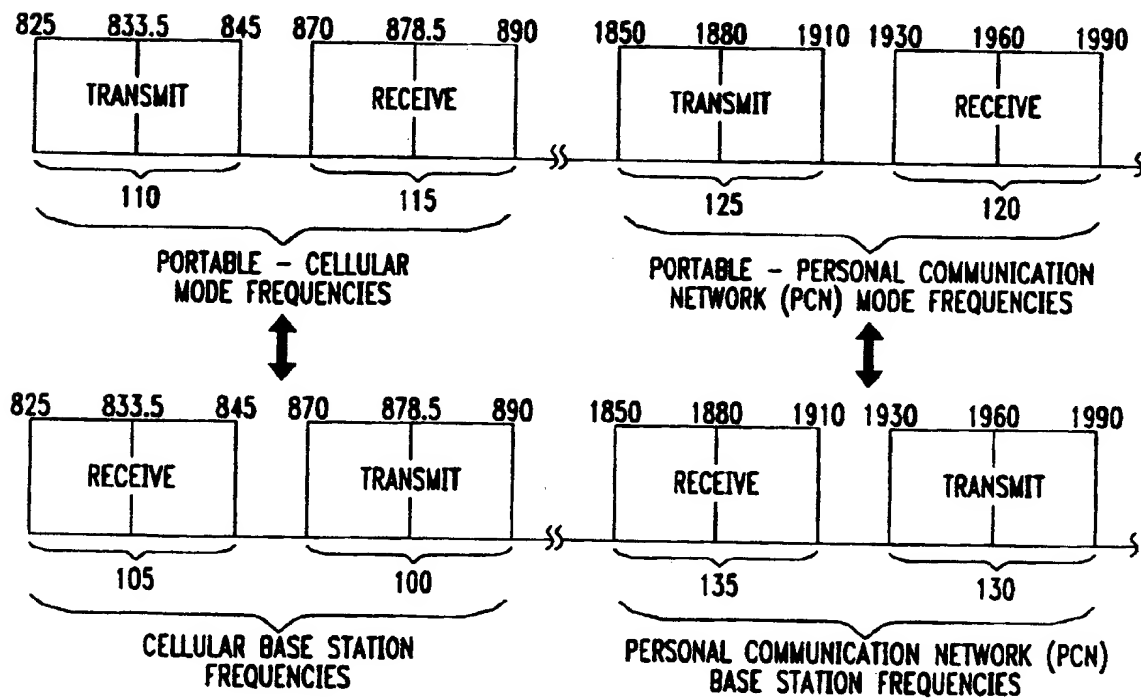 825 833.5 845 870 878.5 890 1850 1880 1910 1930 1960 1990
TRANSMIT RECEIVE TRANSMIT RECEIVE
110 115 125 120
PORTABLE - CELLULAR
MODE FREQUENCIES
PORTABLE - PERSONAL COMMUNICATION
NETWORK (PCN) MODE FREQUENCIES
825 833.5 845 870 878.5 890 1850 1880 1910 1930 1960 1990
RECEIVE TRANSMIT RECEIVE TRANSMIT
105 100 135 130
CELLULAR BASE STATION
FREQUENCIES
PERSONAL COMMUNICATION NETWORK (PCN)
BASE STATION FREQUENCIES